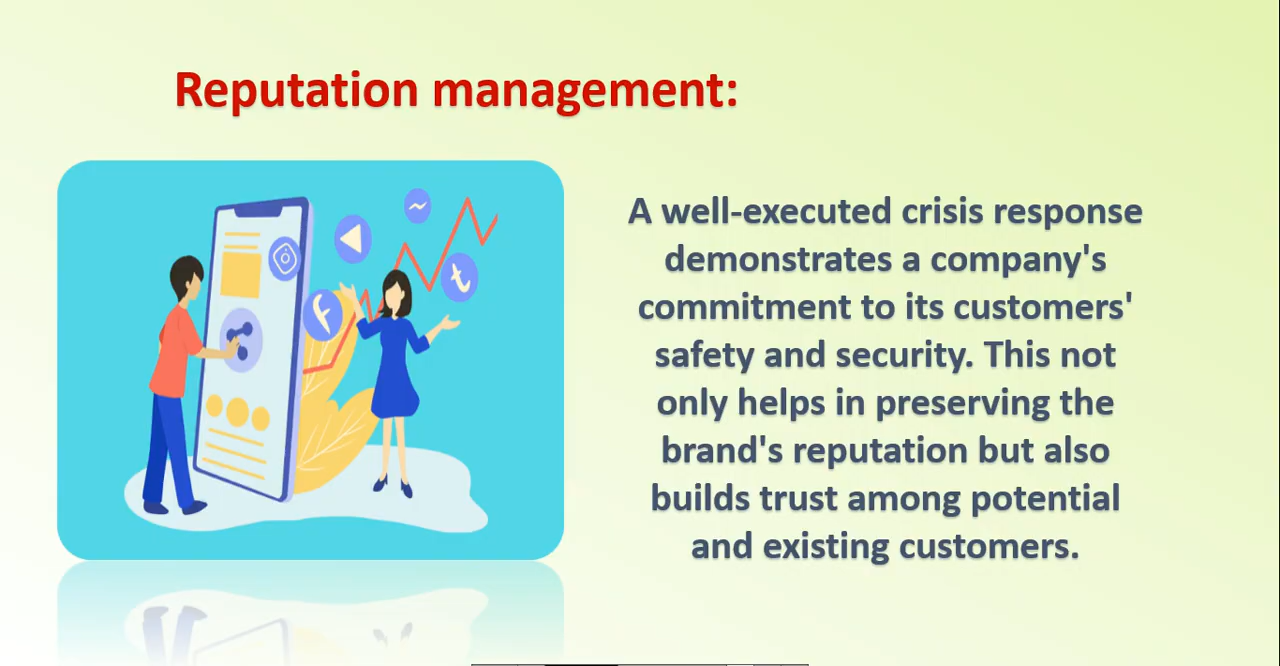 Reputation management:
A well-executed crisis response
demonstrates a company's
commitment to its customers'
safety and security. This not
only helps in preserving the
brand's reputation but also
builds trust among potential
and existing customers.